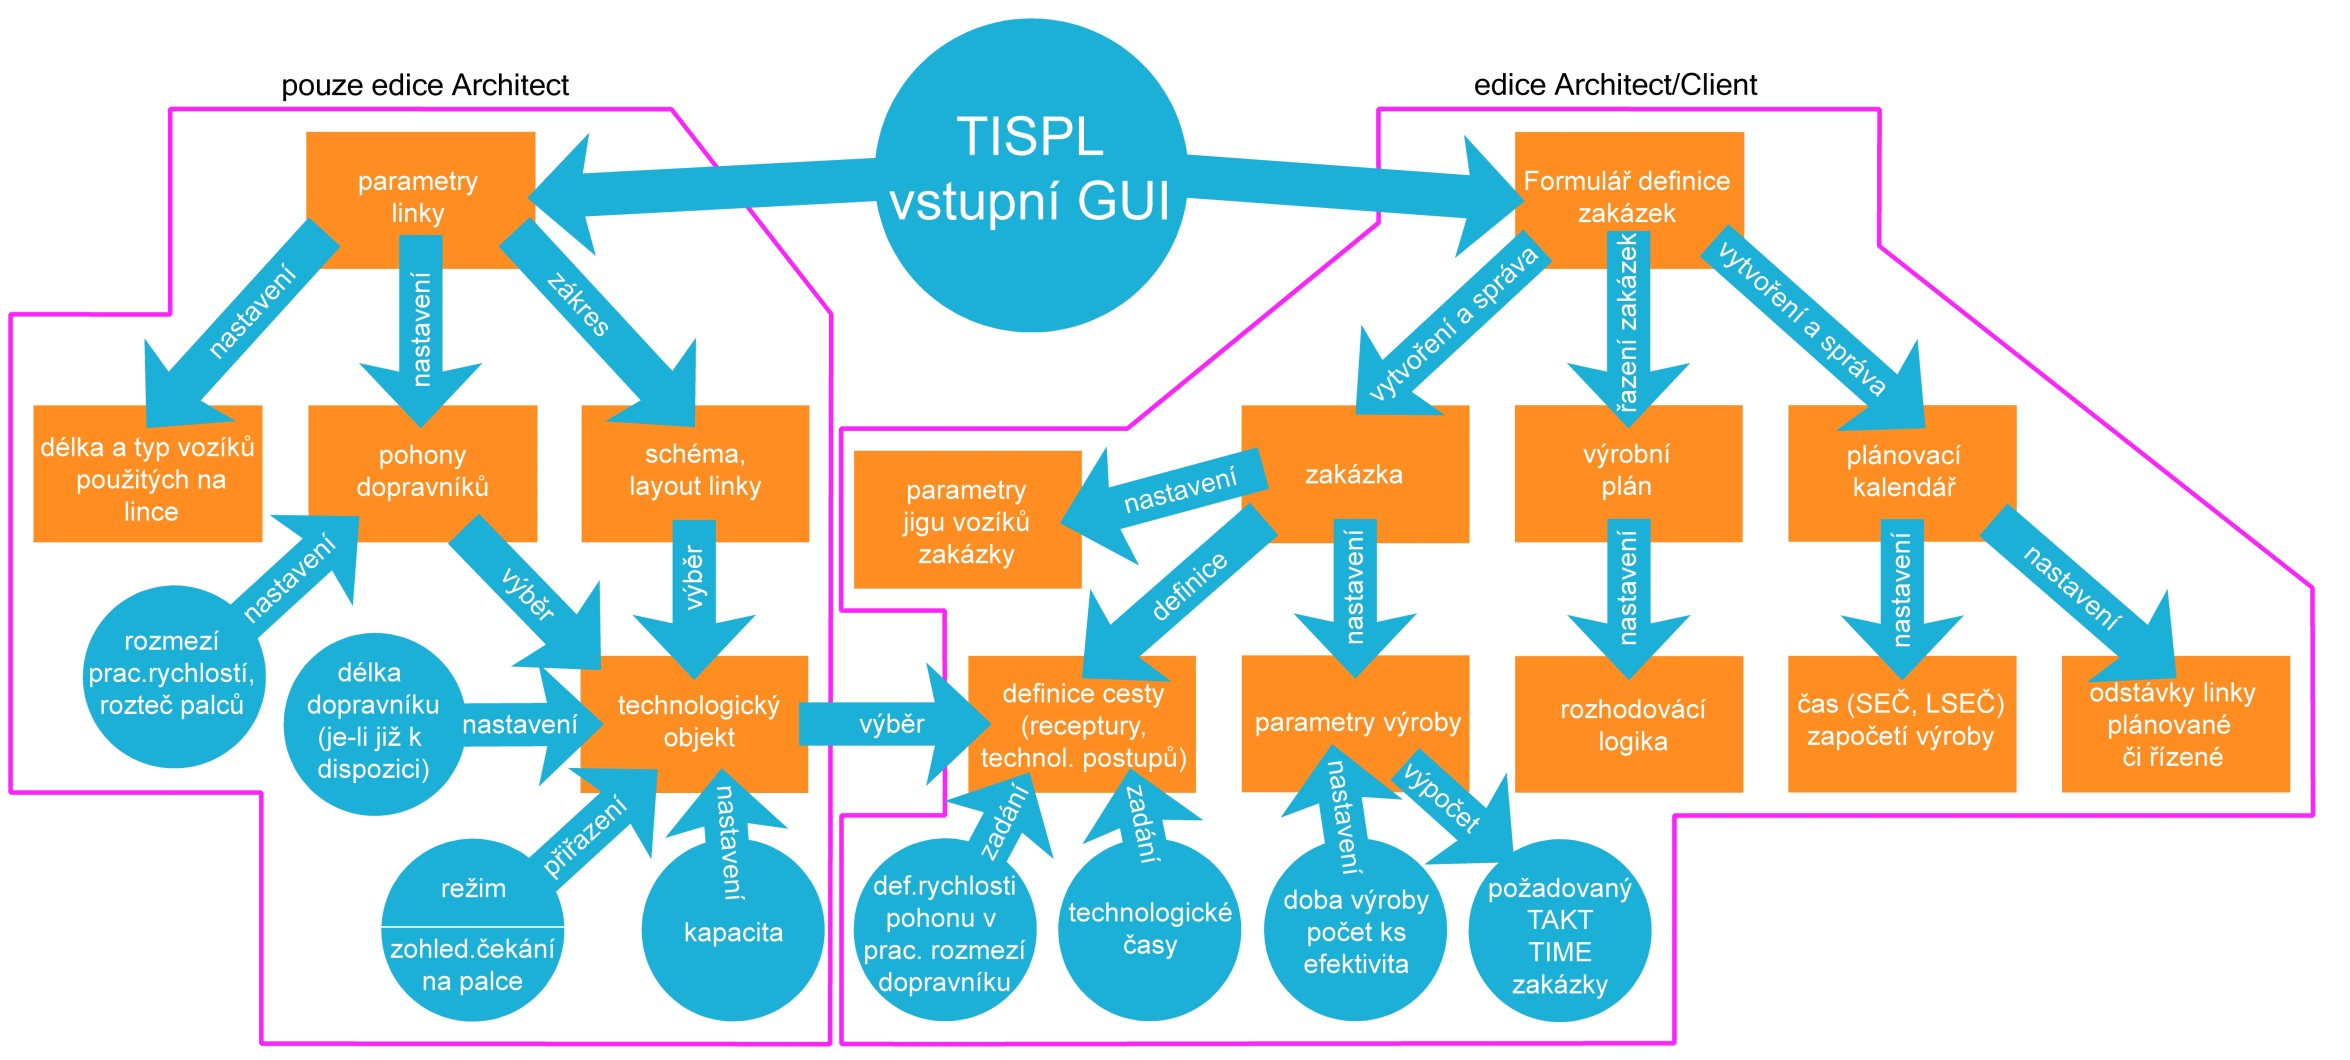 pouze edice Architect
edice Architect/Client
TISPL
vstupní GUI
parametry
linky
Formulář definice
zakázek
nastavení
nastavení
zákres
vytvoření a správa
řazení zakázek
vytvoření a správa
délka a typ vozíků
použitých na
lince
pohony
dopravníků
schéma,
layout linky
parametry
jigu vozíků
zakázky
nastavení
zakázka
výrobní
plán
plánovací
kalendář
nastavení
výběr
výběr
definice
nastavení
nastavení
nastavení
nastavení
rozmezí
prac.rychlostí,
rozteč palců
délka
dopravníku
(je-li již k
dispozici)
nastavení
technologický
objekt
výběr
definice cesty
(receptury,
technol. postupů)
parametry výroby
rozhodovácí
logika
čas (SEČ, LSEČ)
započetí výroby
odstávky linky
plánované
či řízené
přiřazení
nastavení
zadání
zadání
nastavení
výpočet
režim
zohled.čekání
na palce
kapacita
def.rychlosti
pohonu v
prac. rozmezí
dopravníku
technologické
časy
doba výroby
počet ks
efektivita
požadovaný
TAKT
TIME
zakázky